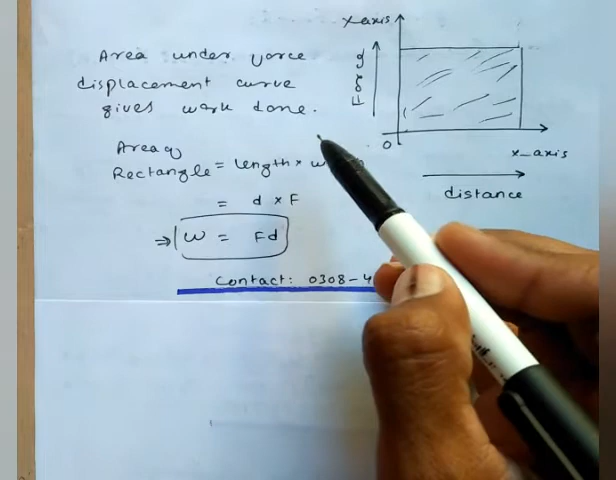 x-axis
Area under force
displacement curve
gives work done.
0
x-axis
Area of
Rectangle = length ×
distance
= d × F
⇒ W = Fd
Contact: 0308-4